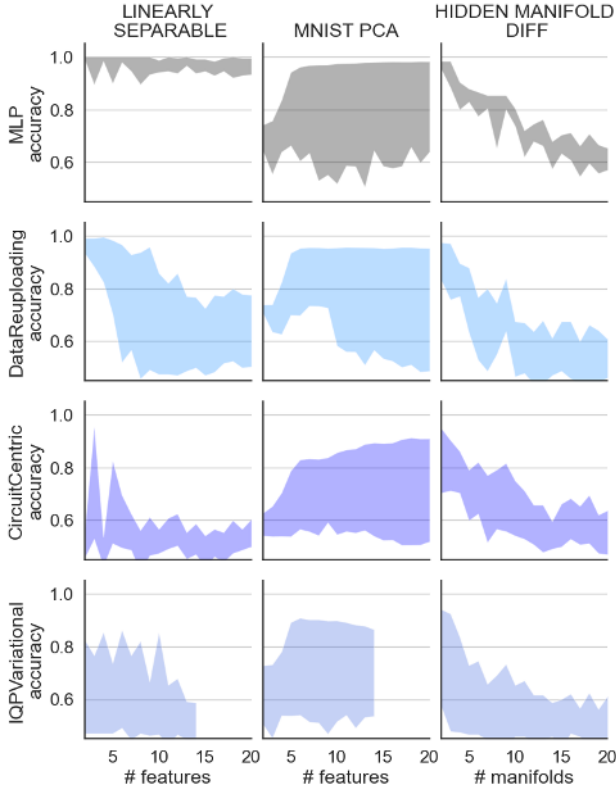 LINEARLY
SEPARABLE
MNIST PCA
HIDDEN MANIFOLD
DIFF
MLP
accuracy
1.0
0.8
0.6
DataReuploading
accuracy
1.0
0.8
0.6
CircuitCentric
accuracy
1.0
0.8
0.6
IQPVariational
accuracy
1.0
0.8
0.6
5 10 15 20
5 10 15 20
5 10 15 20
# features
# features
# manifolds